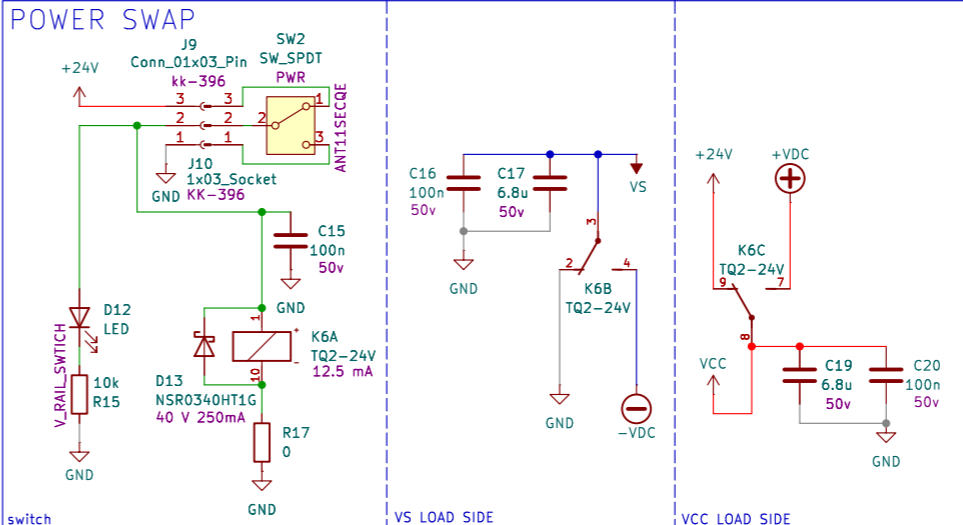 POWER SWAP
J9
Conn_01x03_Pin
kk-396
SW2
SW_SPDT
PWR
+24V
3 3 1
2 2 2
1 1 3
ANT11SECQE
J10
1x03_Socket
KK-396
GND
C15
100n
50v
GND
D12
LED
V_RAIL_SWTICH
10k
R15
GND
1
+
-
10
K6A
TQ2-24V
12.5 mA
D13
NSR0340HT1G
40 V 250mA
R17
0
GND
switch
C16
100n
50v
C17
6.8u
50v
VS
GND
3
2
4
K6B
TQ2-24V
GND
-VDC
VS LOAD SIDE
+24V
+VDC
K6C
TQ2-24V
9
7
8
VCC
C19
6.8u
50v
C20
100n
50v
GND
VCC LOAD SIDE